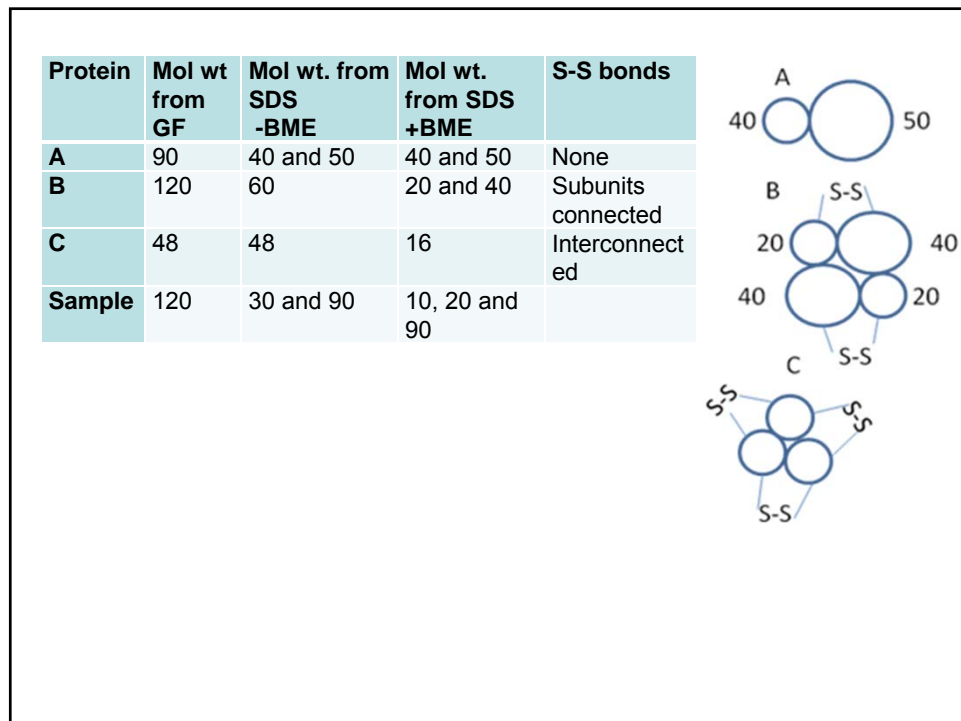 Protein Mol wt from GF Mol wt. from SDS -BME Mol wt. from SDS +BME S-S bonds
A 90 40 and 50 40 and 50 None
B 120 60 20 and 40 Subunits connected
C 48 48 16 Interconnect ed
Sample 120 30 and 90 10, 20 and 90
A
40 50
B S-S
20 40
40 20
S-S
C
S-S S-S
S-S